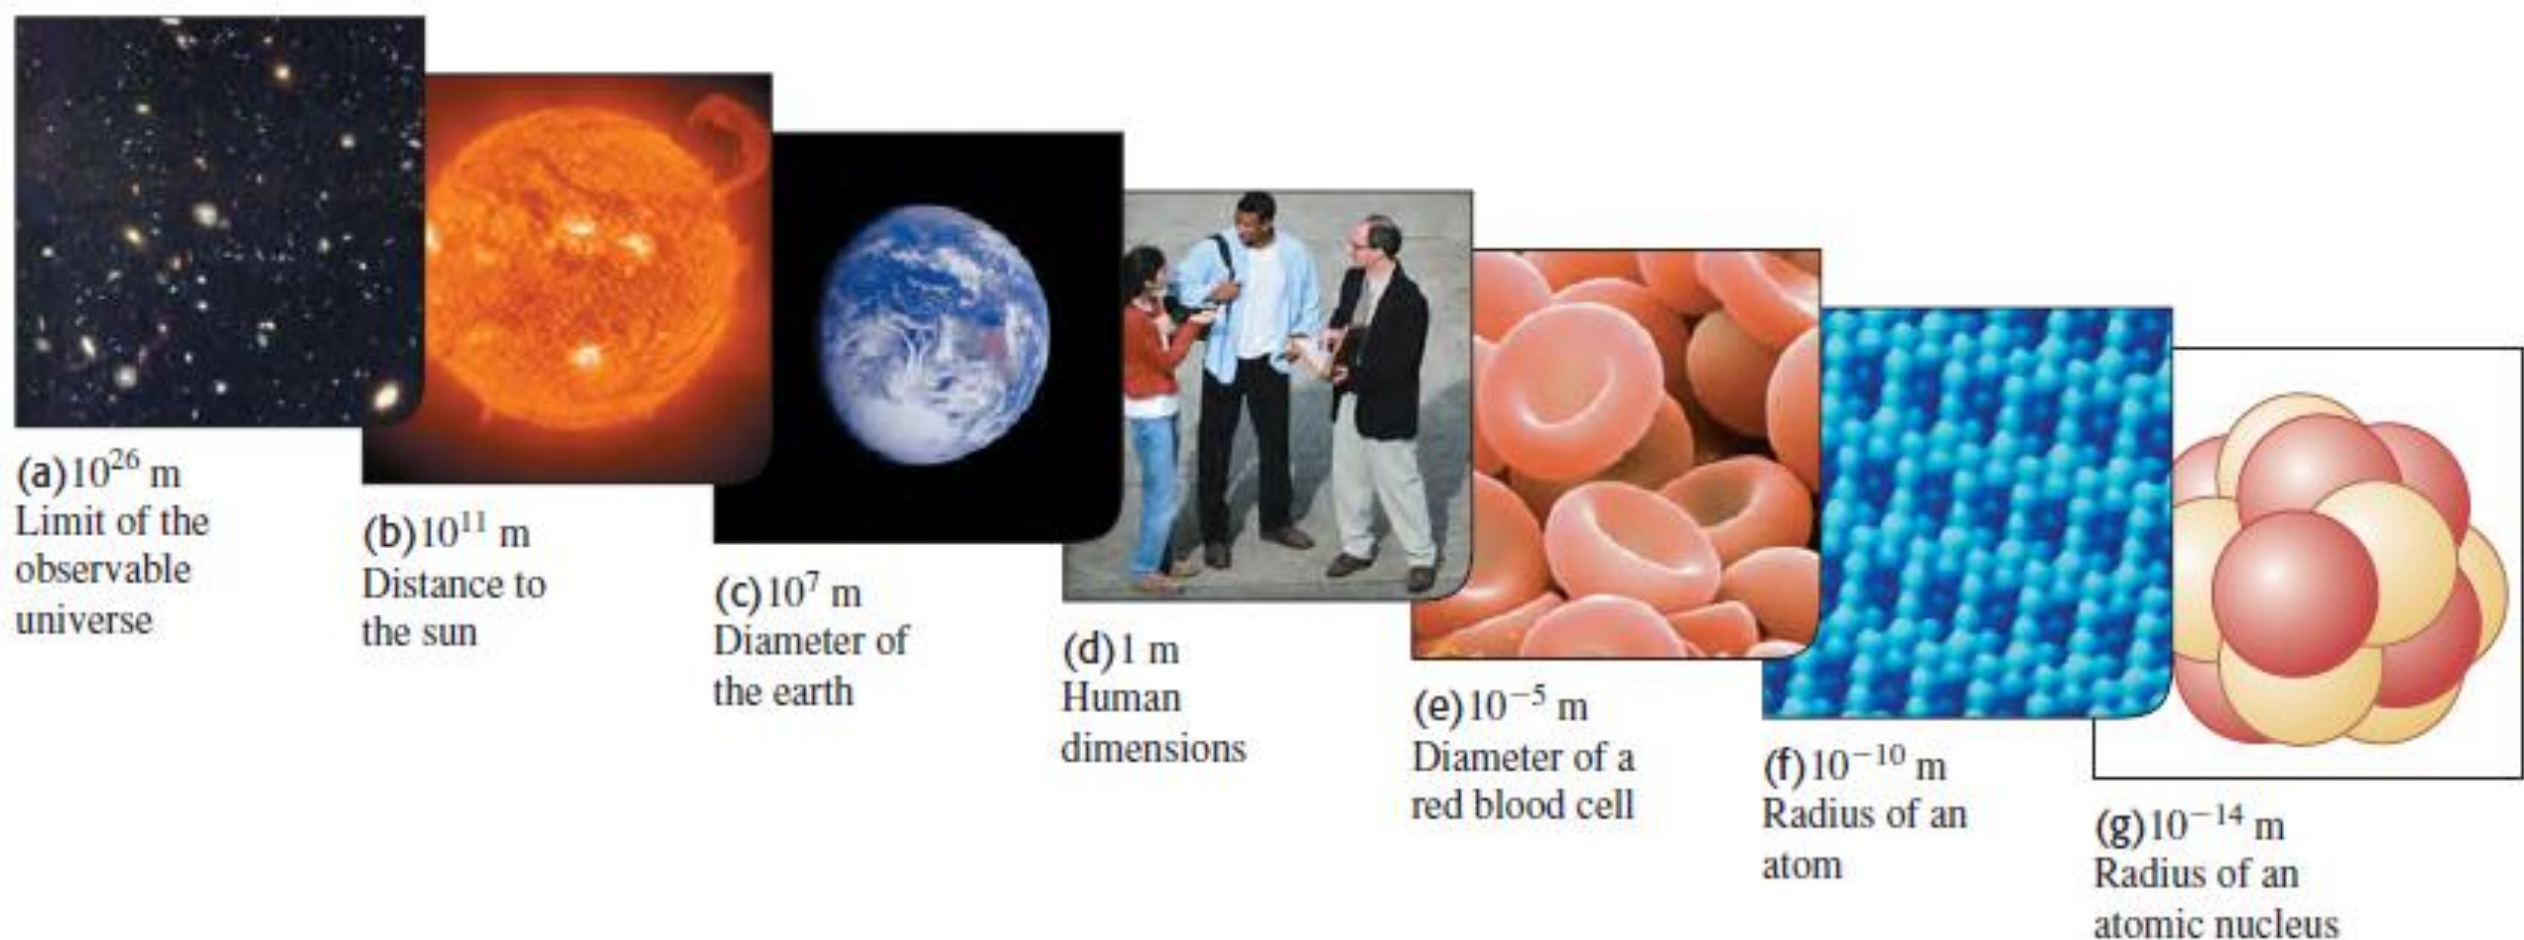 (a) 10²⁶ m
Limit of the
observable
universe
(b) 10¹¹ m
Distance to
the sun
(c) 10⁷ m
Diameter of
the earth
(d) 1 m
Human
dimensions
(e) 10⁻⁵ m
Diameter of a
red blood cell
(f) 10⁻¹⁰ m
Radius of an
atom
(g) 10⁻¹⁴ m
Radius of an
atomic nucleus